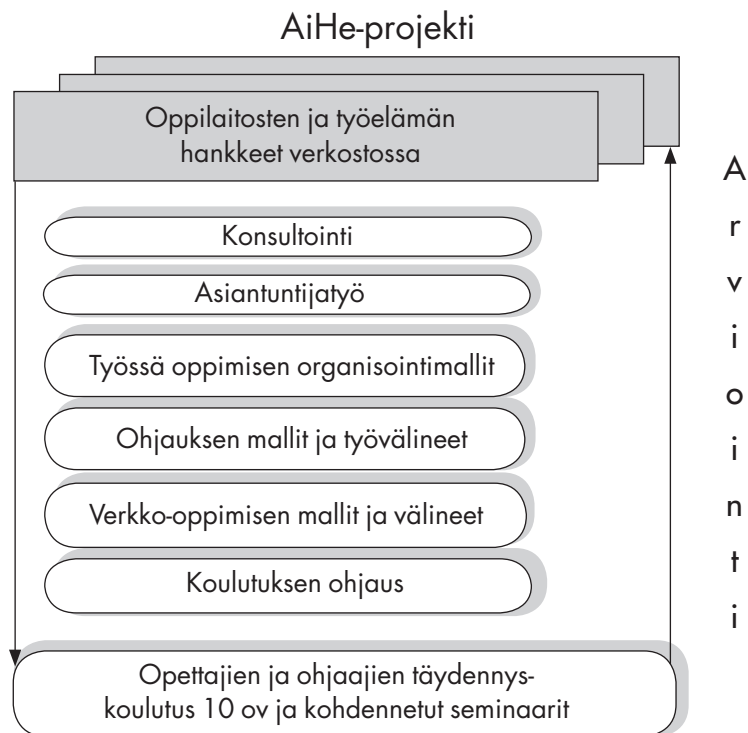 AiHe-projekti
Oppilaitosten ja työelämän
hankkeet verkostossa
Konsultointi
Asiantuntijatyö
Työssä oppimisen organisointimallit
Ohjauksen mallit ja työvälineet
Verkko-oppimisen mallit ja välineet
Koulutuksen ohjaus
Opettajien ja ohjaajien täydennys-
koulutus 10 ov ja kohdennetut seminaarit
Arviointi